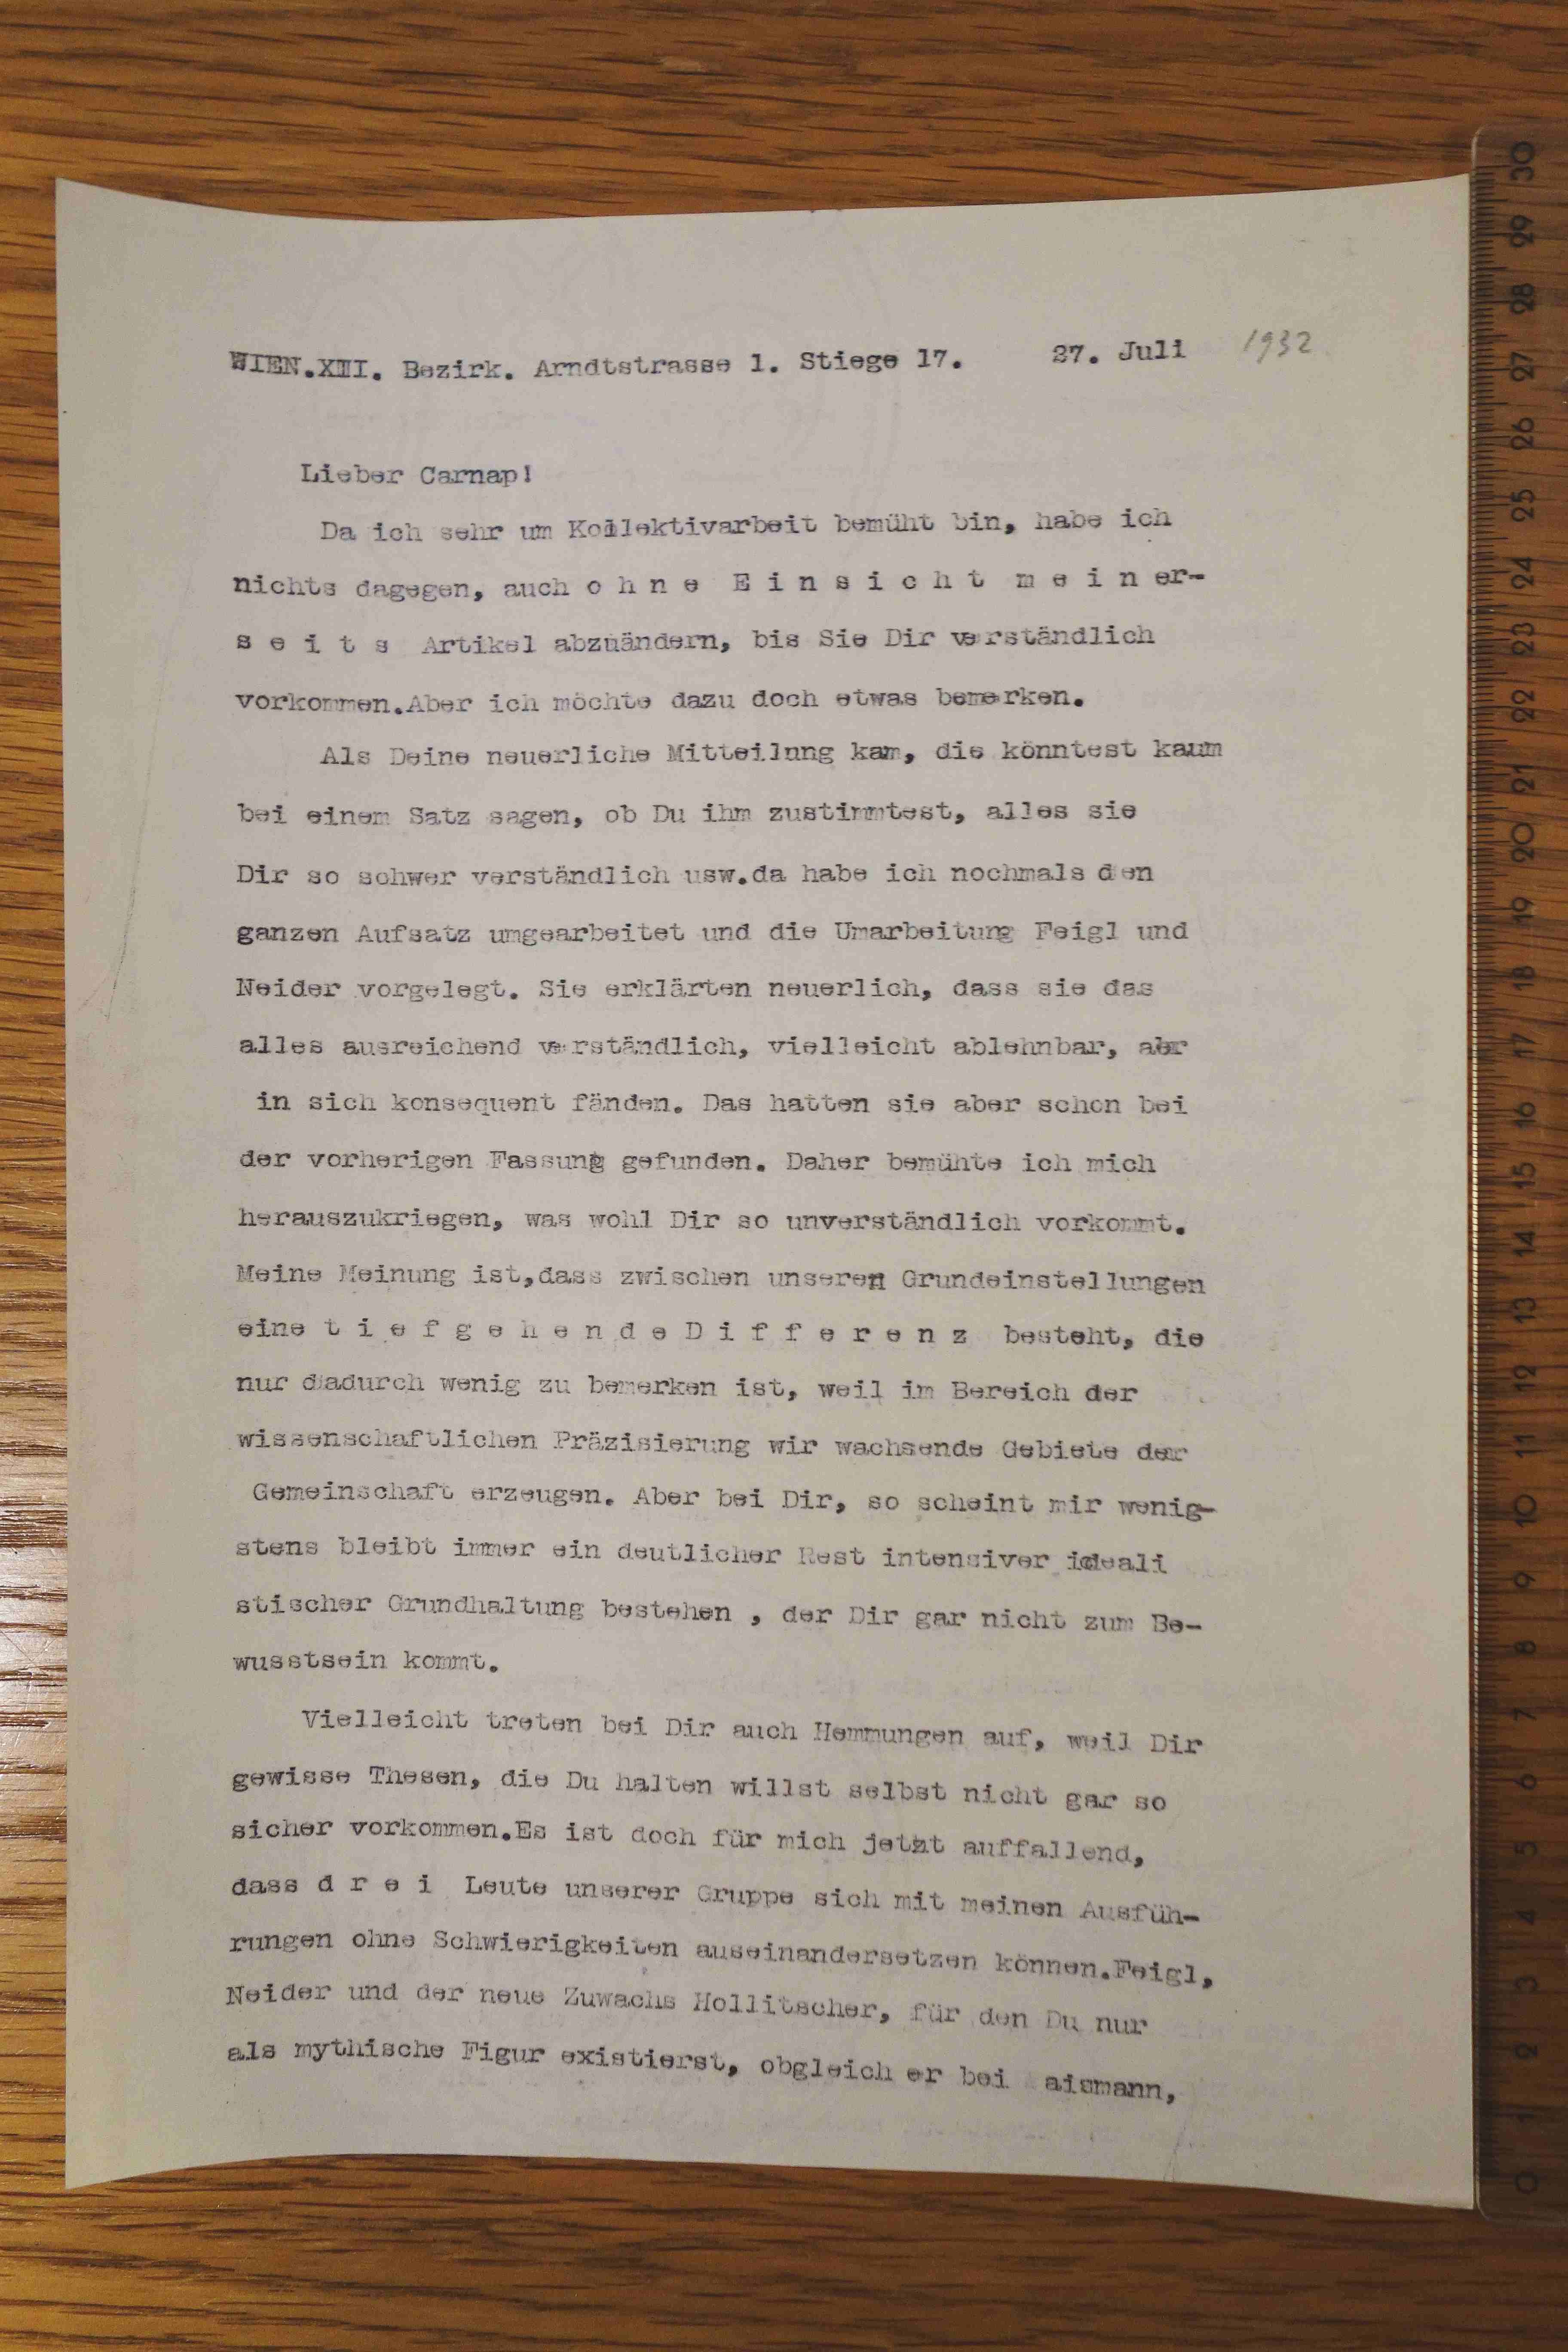 WIEN.XIII. Bezirk. Arndtstrasse 1. Stiege 17. 27. Juli 1932
Lieber Carnap!
Da ich sehr um Kollektivarbeit bemüht bin, habe ich
nichts dagegen, auch o h n e E i n s i c h t m e i n er-
s e i t s Artikel abzuändern, bis Sie Dir verständlich
vorkommen.Aber ich möchte dazu doch etwas bemerken.
Als Deine neuerliche Mitteilung kam, die könntest kaum
bei einem Satz sagen, ob Du ihm zustimmtest, alles sie
Dir so schwer verständlich usw.da habe ich nochmals den
ganzen Aufsatz umgearbeitet und die Umarbeitung Feigl und
Neider vorgelegt. Sie erklärten neuerlich, dass sie das
alles ausreichend verständlich, vielleicht ablehnbar, aber
in sich konsequent fänden. Das hatten sie aber schon bei
der vorherigen Fassung gefunden. Daher bemühte ich mich
herauszukriegen, was wohl Dir so unverständlich vorkommt.
Meine Meinung ist,dass zwischen unseren Grundeinstellungen
eine t i e f g e h e n d e D i f f e r e n z besteht, die
nur dadurch wenig zu bemerken ist, weil im Bereich der
wissenschaftlichen Präzisierung wir wachsende Gebiete der
Gemeinschaft erzeugen. Aber bei Dir, so scheint mir wenig-
stens bleibt immer ein deutlicher Rest intensiver ideali
stischer Grundhaltung bestehen , der Dir gar nicht zum Be-
wusstsein kommt.
Vielleicht treten bei Dir auch Hemmungen auf, weil Dir
gewisse Thesen, die Du halten willst selbst nicht gar so
sicher vorkommen.Es ist doch für mich jetzt auffallend,
dass d r e i Leute unserer Gruppe sich mit meinen Ausfüh-
rungen ohne Schwierigkeiten auseinandersetzen können.Feigl,
Neider und der neue Zuwachs Hollitscher, für den Du nur
als mythische Figur existierst, obgleich er bei aismann,